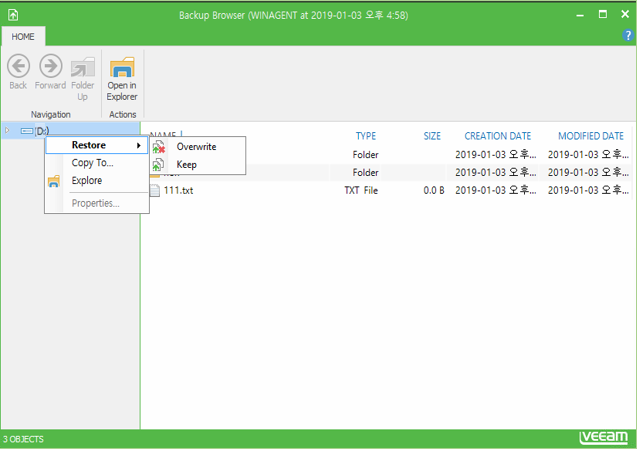 Backup Browser (WINAGENT at 2019-01-03 오후 4:58)
HOME
?
Back
Forward
Folder Up
Open in Explorer
Navigation
Actions
(D:)
Restore
Copy To...
Explore
Properties...
Overwrite
Keep
NAME TYPE SIZE CREATION DATE MODIFIED DATE
Folder 2019-01-03 오후... 2019-01-03 오후...
Folder 2019-01-03 오후... 2019-01-03 오후...
111.txt TXT File 0.0 B 2019-01-03 오후... 2019-01-03 오후...
3 OBJECTS
veeam